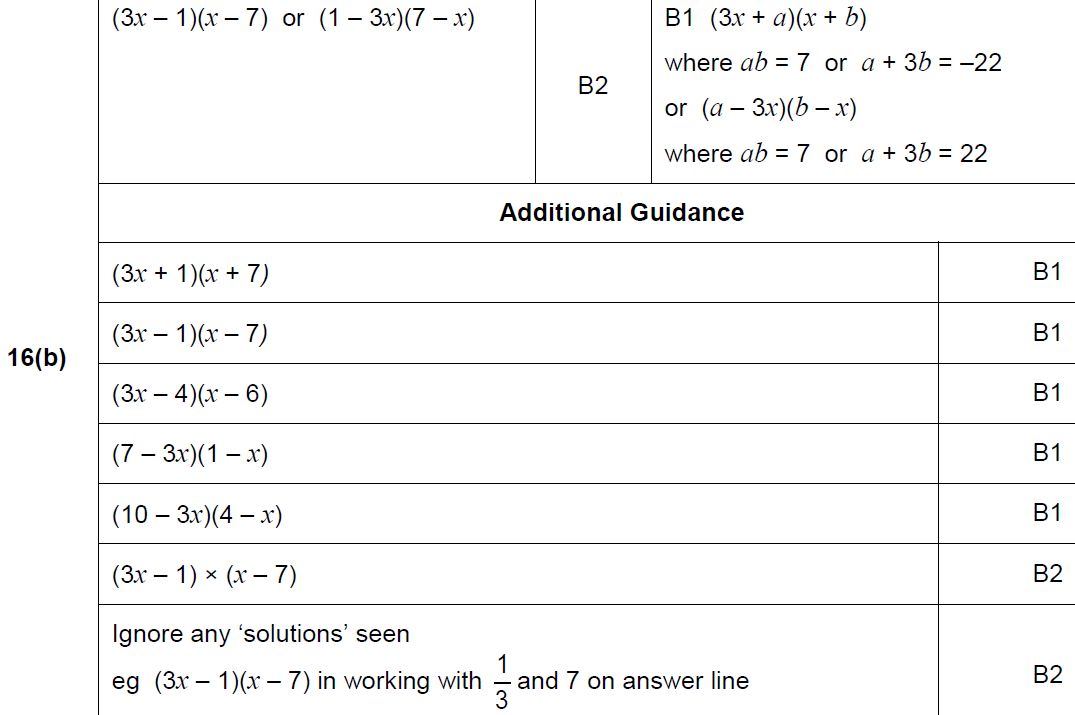 (3x – 1)(x – 7) or (1 – 3x)(7 – x)
B2
B1 (3x + a)(x + b)
where ab = 7 or a + 3b = –22
or (a – 3x)(b – x)
where ab = 7 or a + 3b = 22
16(b)
Additional Guidance
(3x + 1)(x + 7) B1
(3x – 1)(x – 7) B1
(3x – 4)(x – 6) B1
(7 – 3x)(1 – x) B1
(10 – 3x)(4 – x) B1
(3x – 1) × (x – 7) B2
Ignore any ‘solutions’ seen
eg (3x – 1)(x – 7) in working with 1/3 and 7 on answer line B2